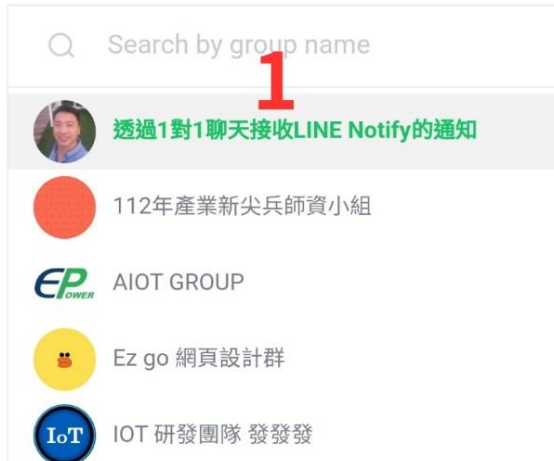 Search by group name
1
透過1對1聊天接收LINE Notify的通知
112年產業新尖兵師資小組
EPOWER AIOT GROUP
Ez go 網頁設計群
IoT IOT 研發團隊 發發發